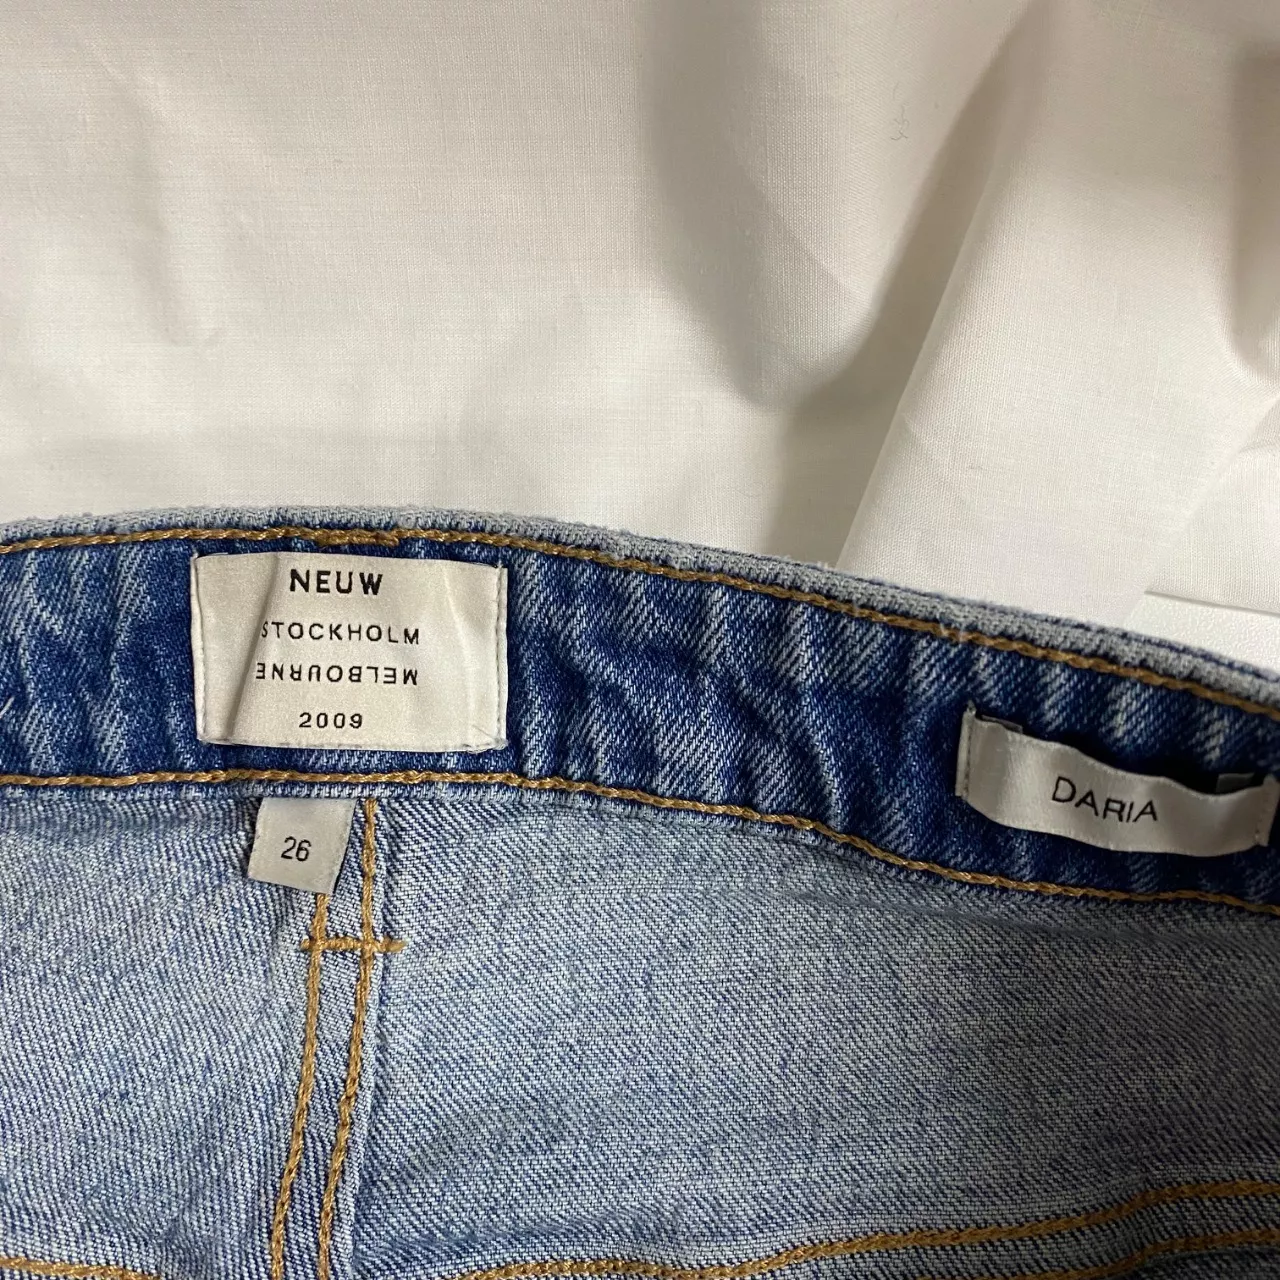 NEUW
STOCKHOLM
MELBOURNE
2009
26
DARIA